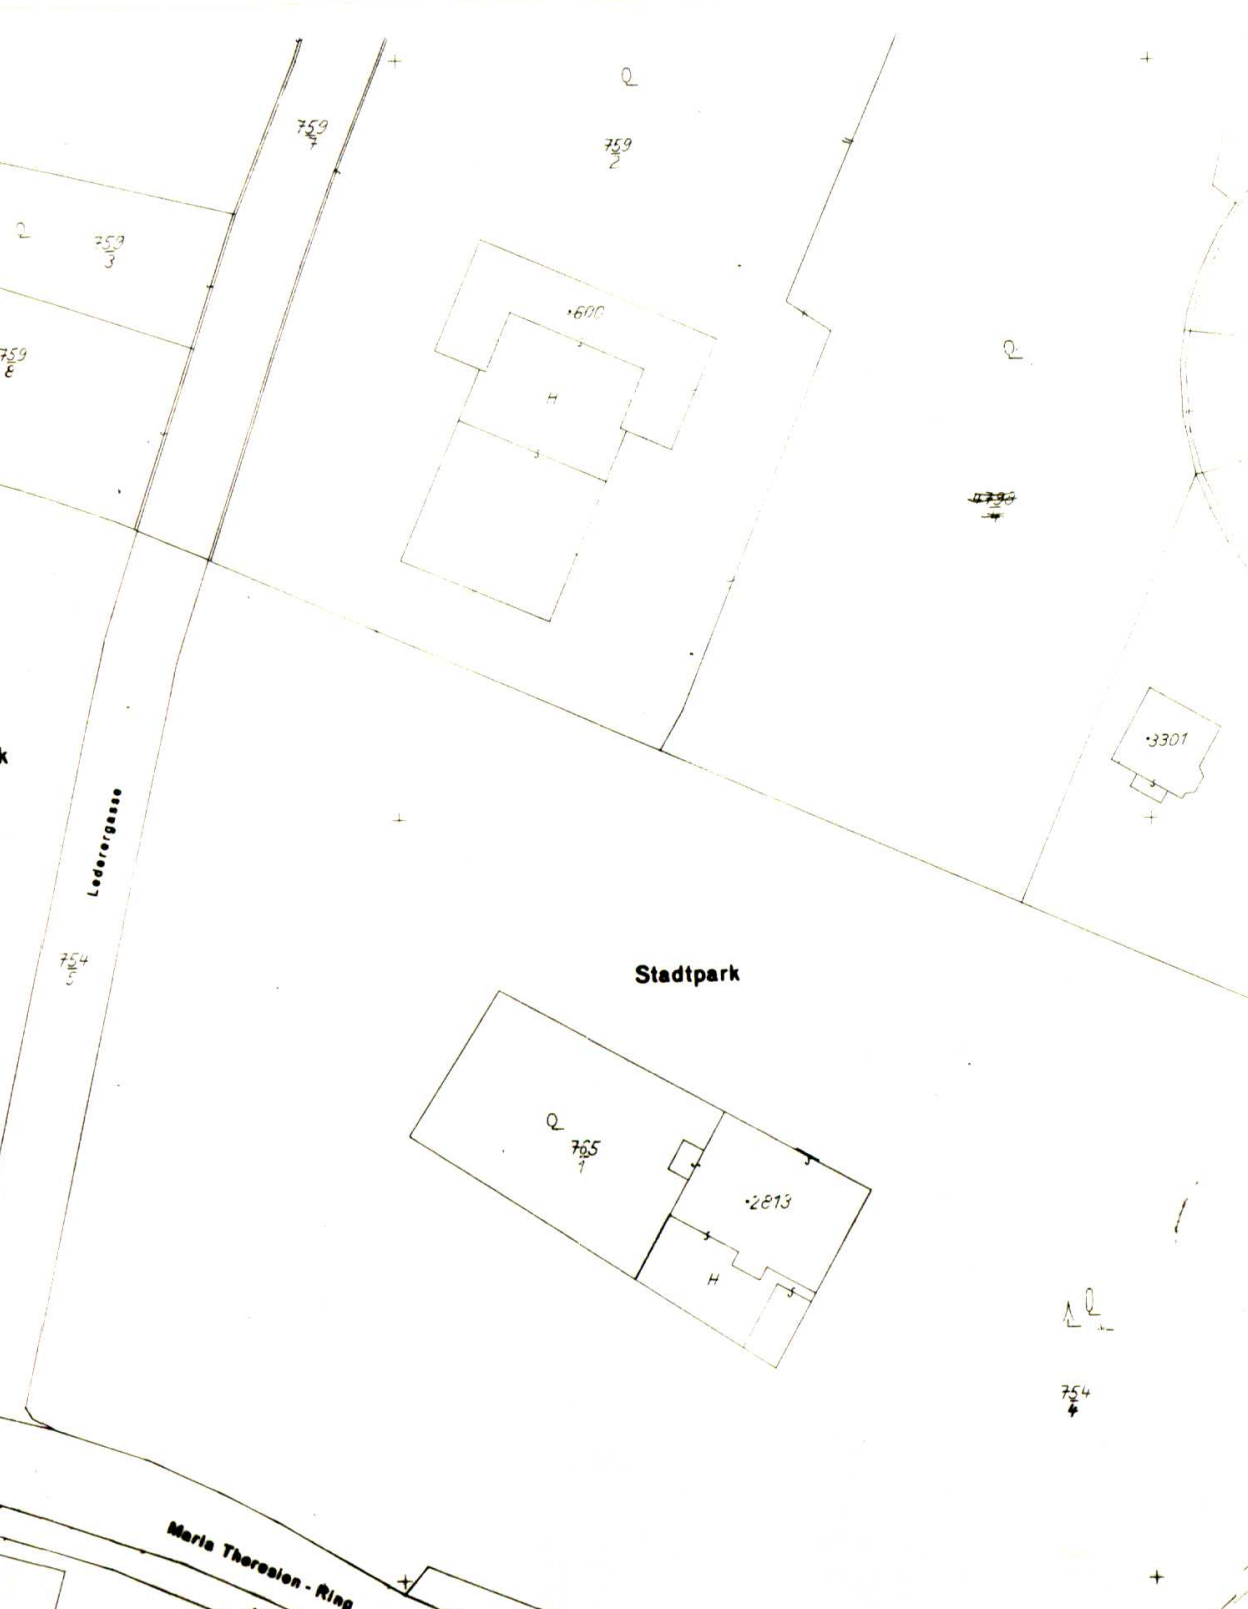 Q
759
7
759
2
Q
759
3
759
8
.600
H
Q
.3301
k
Lederergasse
754
5
Stadtpark
Q
765
1
.2813
H
Q
754
4
Maria Theresien - Ring